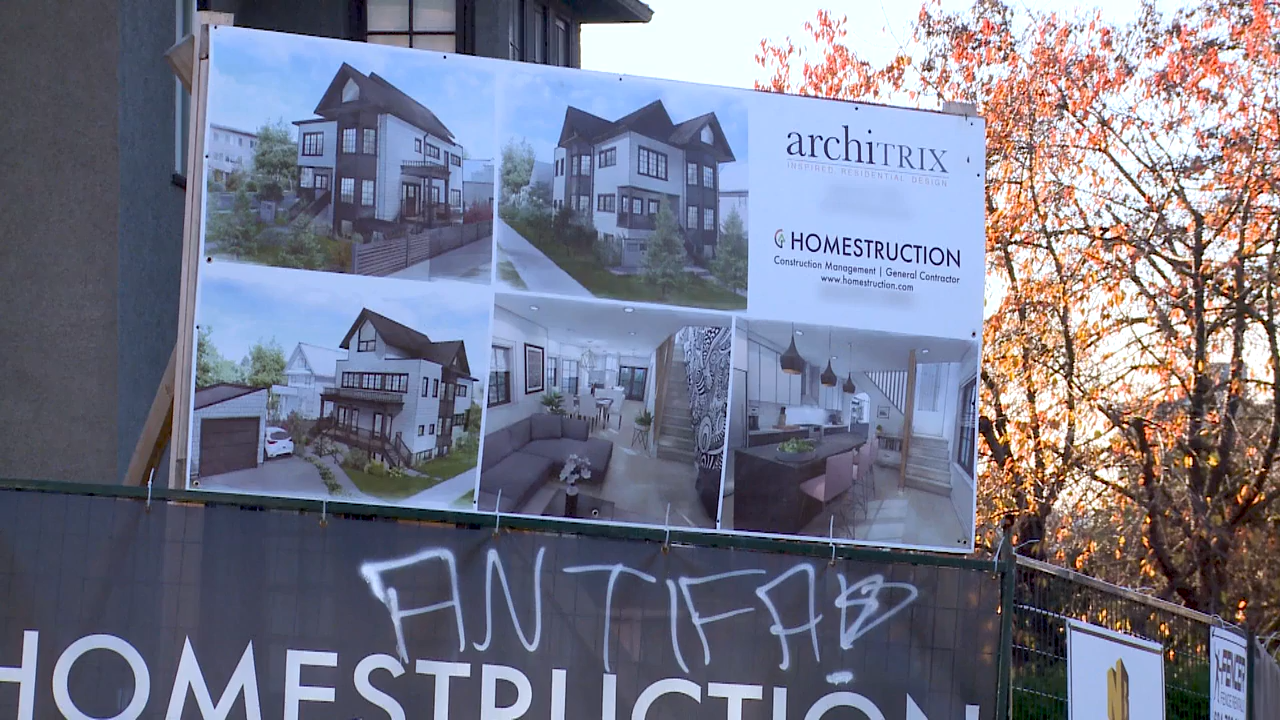 archiTRIX
INSPIRED RESIDENTIAL DESIGN
HOMESTRUCTION
Construction Management | General Contractor
www.homestruction.com
ANTIFA
HOMESTRUCTION